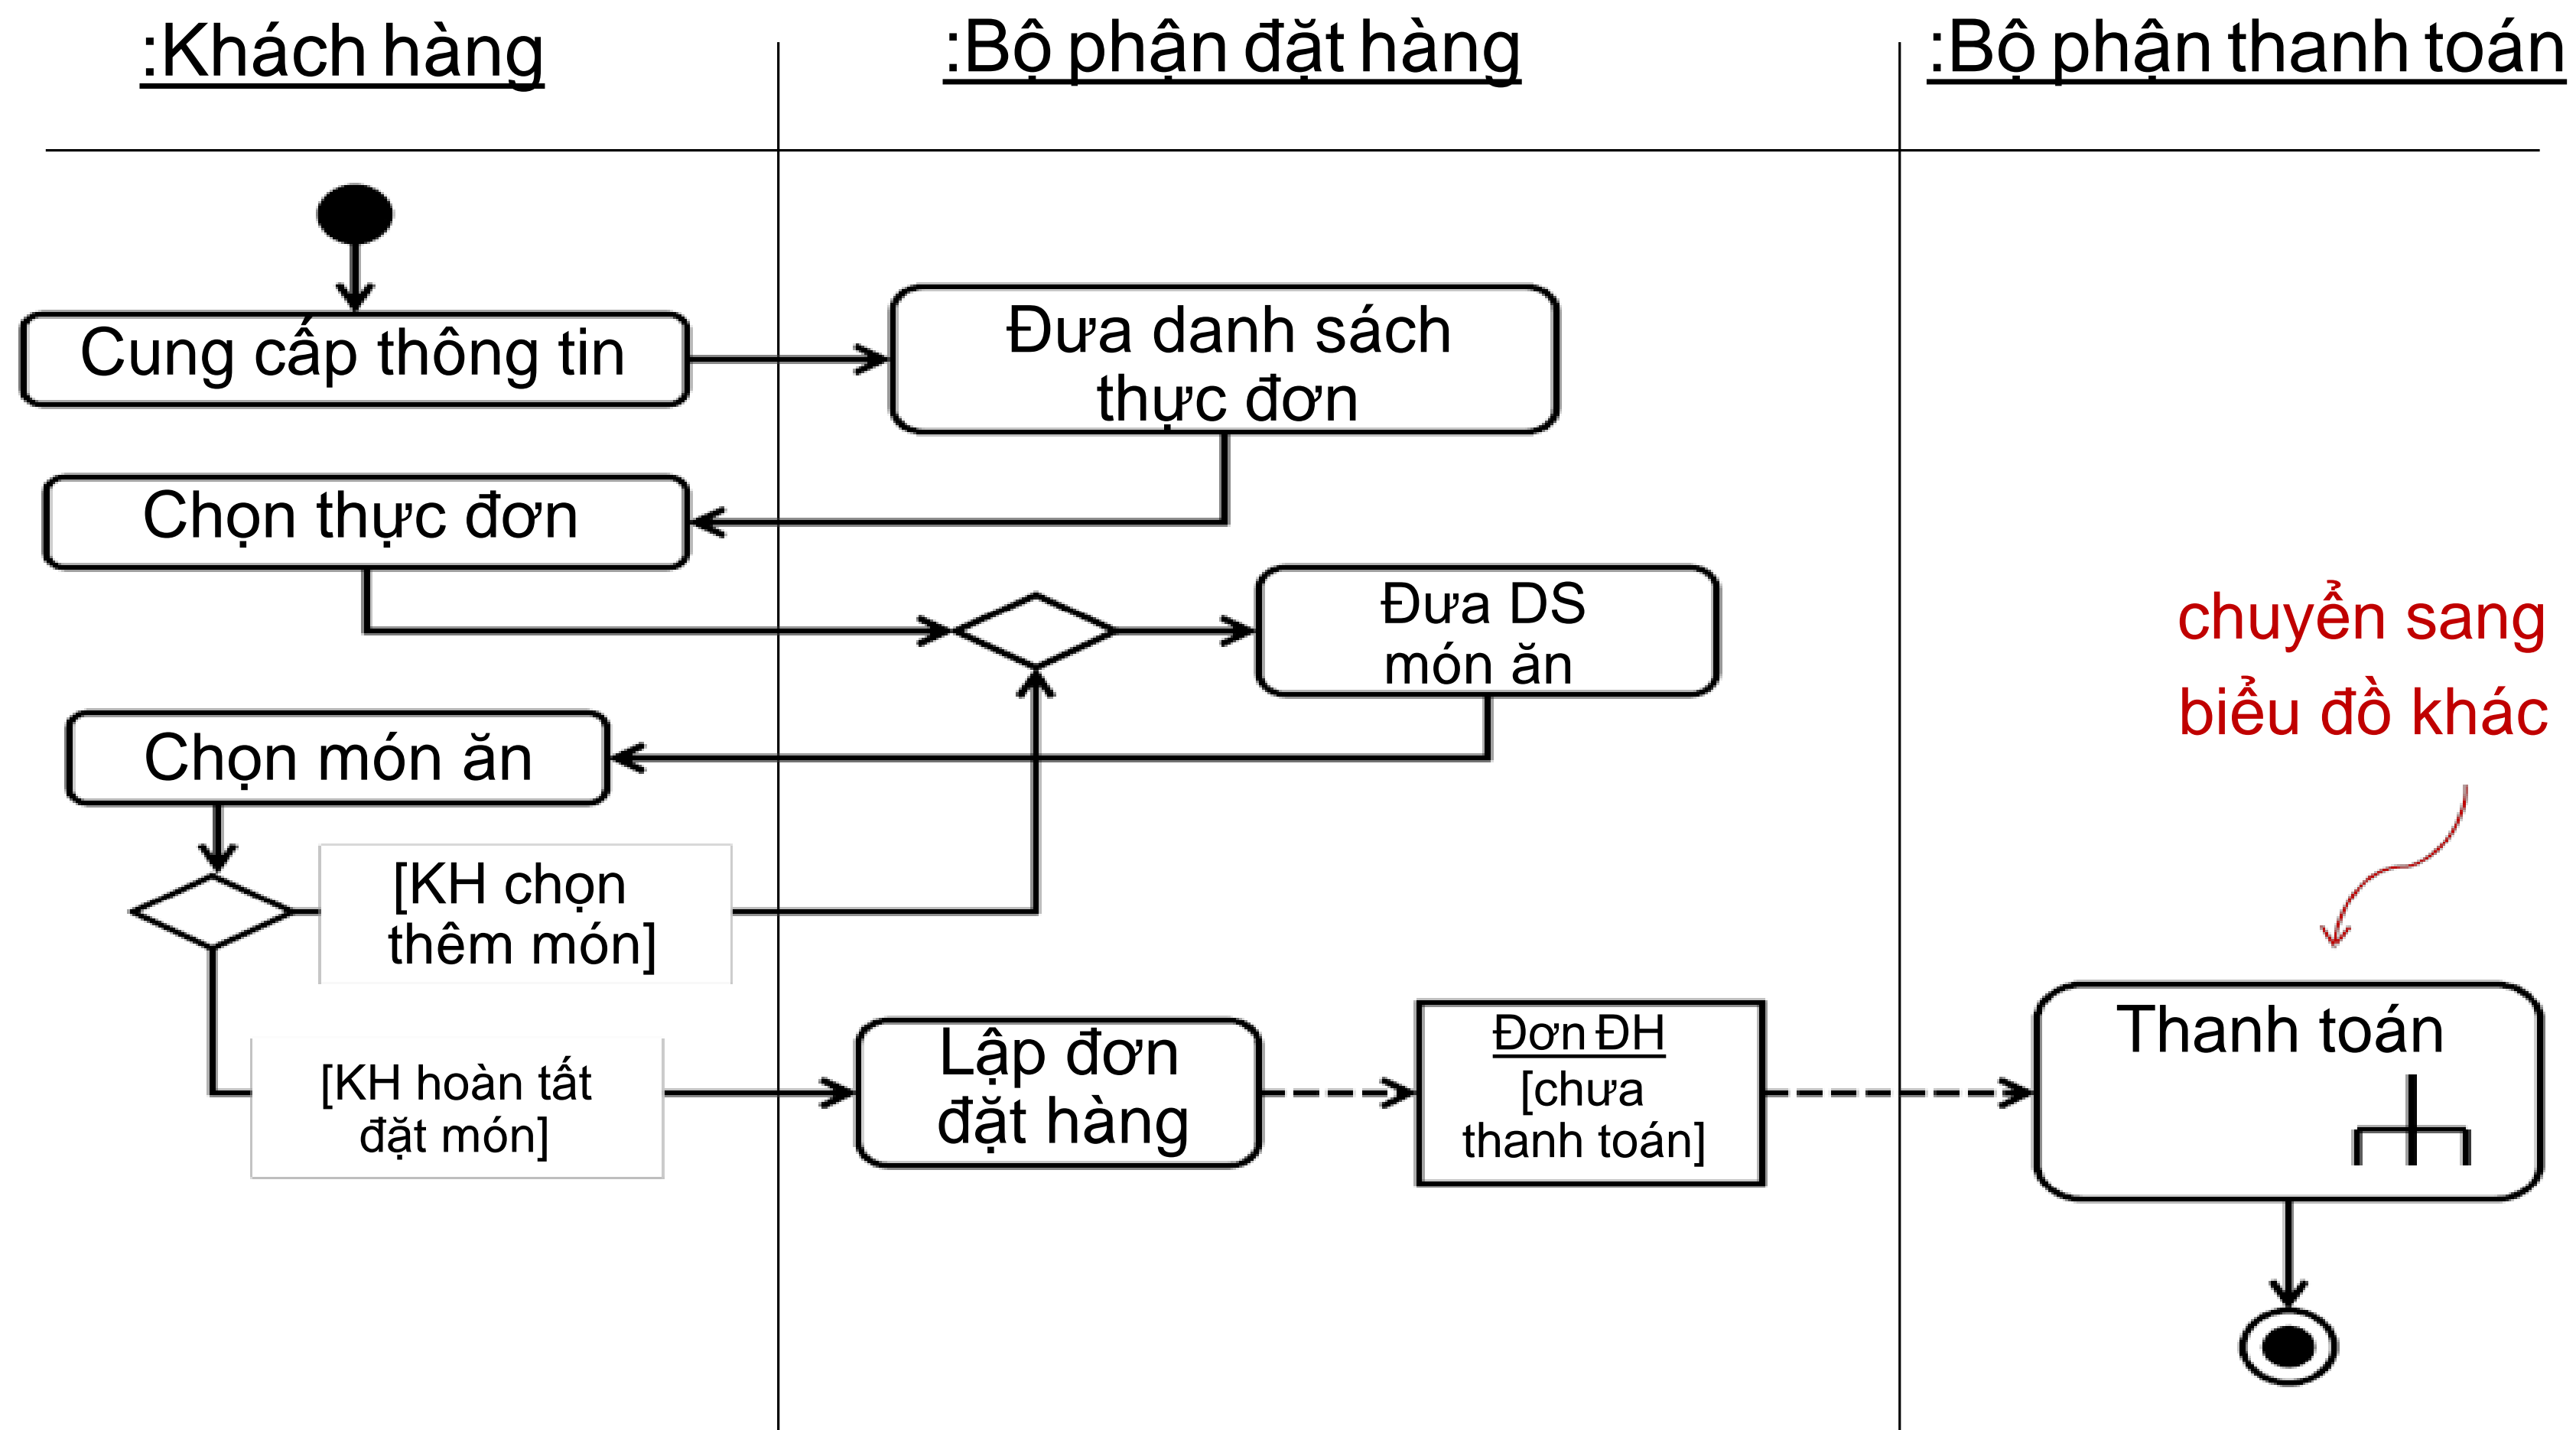 :Khách hàng
:Bộ phận đặt hàng
:Bộ phận thanh toán
Cung cấp thông tin
Đưa danh sách
thực đơn
Chọn thực đơn
Đưa DS
món ăn
chuyển sang
biểu đồ khác
Chọn món ăn
[KH chọn
thêm món]
[KH hoàn tất
đặt món]
Lập đơn
đặt hàng
Đơn ĐH
[chưa
thanh toán]
Thanh toán